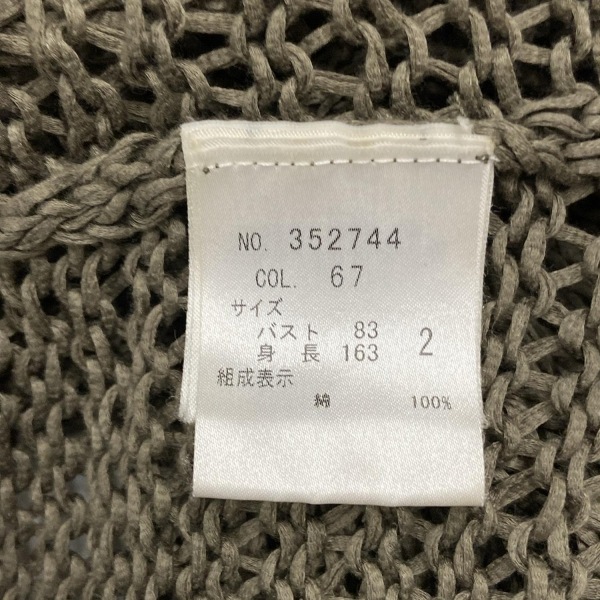 NO. 352744
COL. 67
サイズ
バスト 83
身長 163 2
組成表示
綿 100%